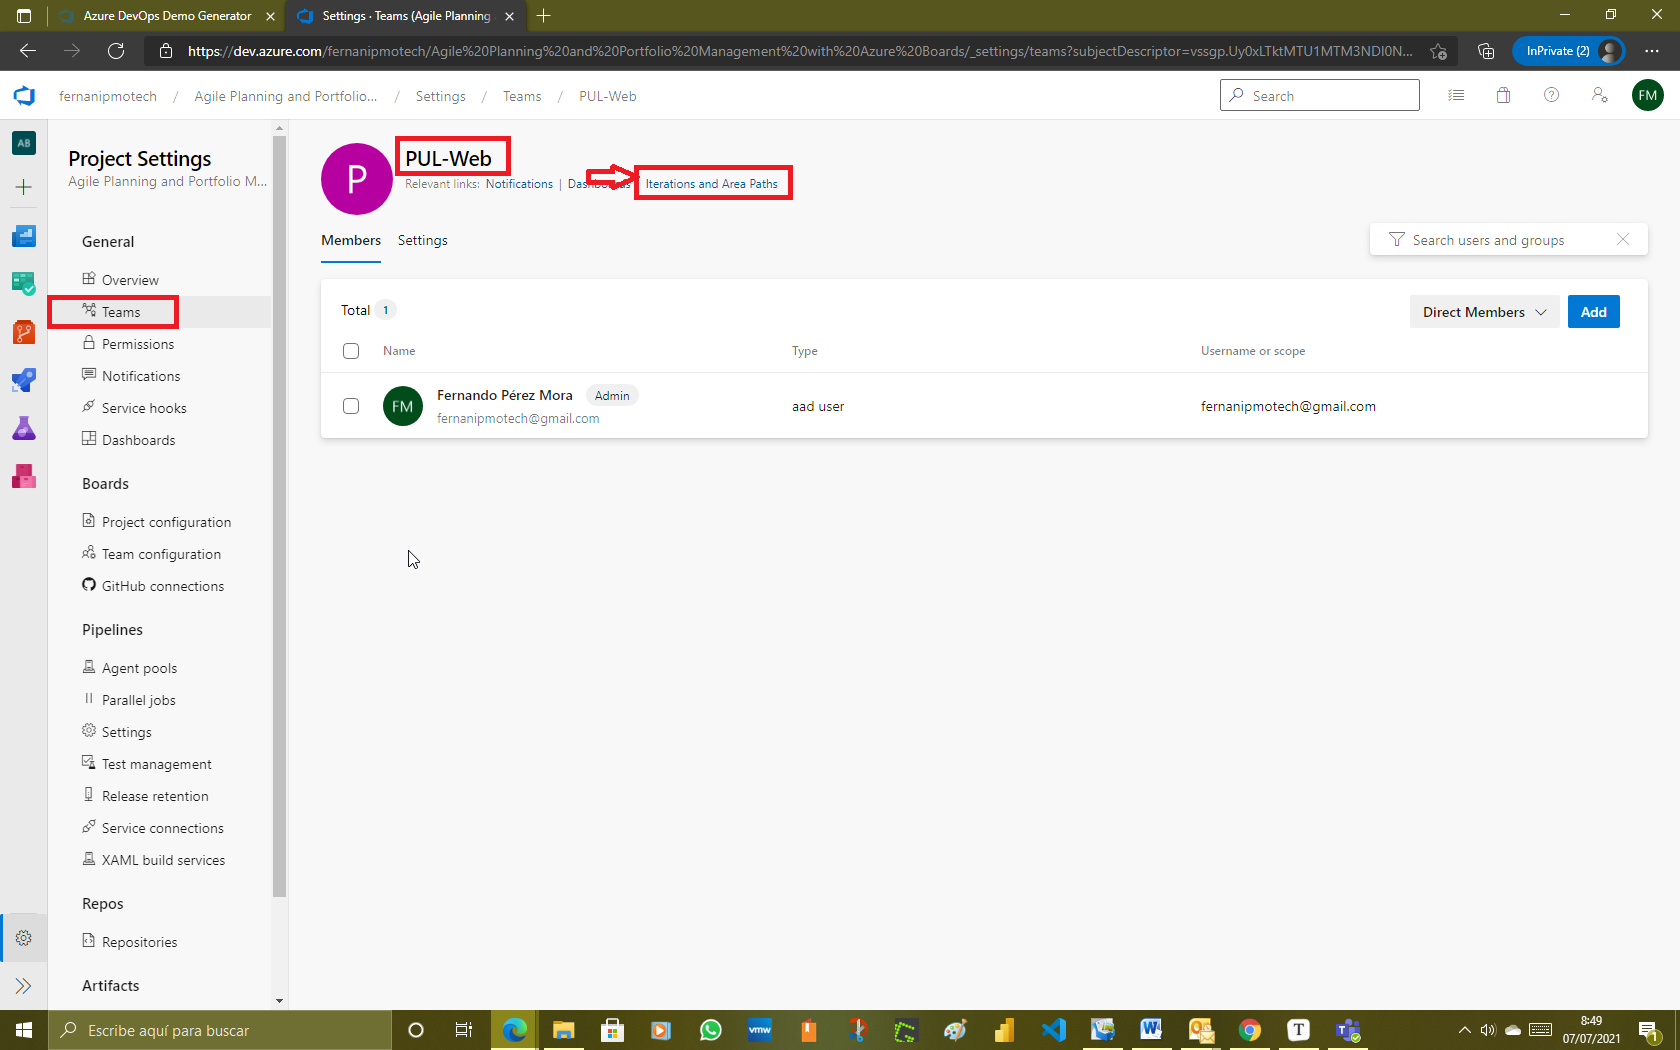 Azure DevOps Demo Generator
Settings · Teams (Agile Planning
https://dev.azure.com/fernanipmotech/Agile%20Planning%20and%20Portfolio%20Management%20with%20Azure%20Boards/_settings/teams?subjectDescriptor=vssgp.Uy0xLTktMTU1MTM3NDI0N...
InPrivate (2)
fernanipmotech / Agile Planning and Portfolio... / Settings / Teams / PUL-Web
Search
FM
AB
Project Settings
Agile Planning and Portfolio M...
General
Overview
Teams
Permissions
Notifications
Service hooks
Dashboards
Boards
Project configuration
Team configuration
GitHub connections
Pipelines
Agent pools
Parallel jobs
Settings
Test management
Release retention
Service connections
XAML build services
Repos
Repositories
Artifacts
P
PUL-Web
Relevant links: Notifications | Dashboards Iterations and Area Paths
Members Settings
Search users and groups
Total 1
Direct Members
Add
Name Type Username or scope
FM
Fernando Pérez Mora Admin
fernanipmotech@gmail.com
aad user
fernanipmotech@gmail.com
Escribe aquí para buscar
vmw
W
T
8:49
07/07/2021
1